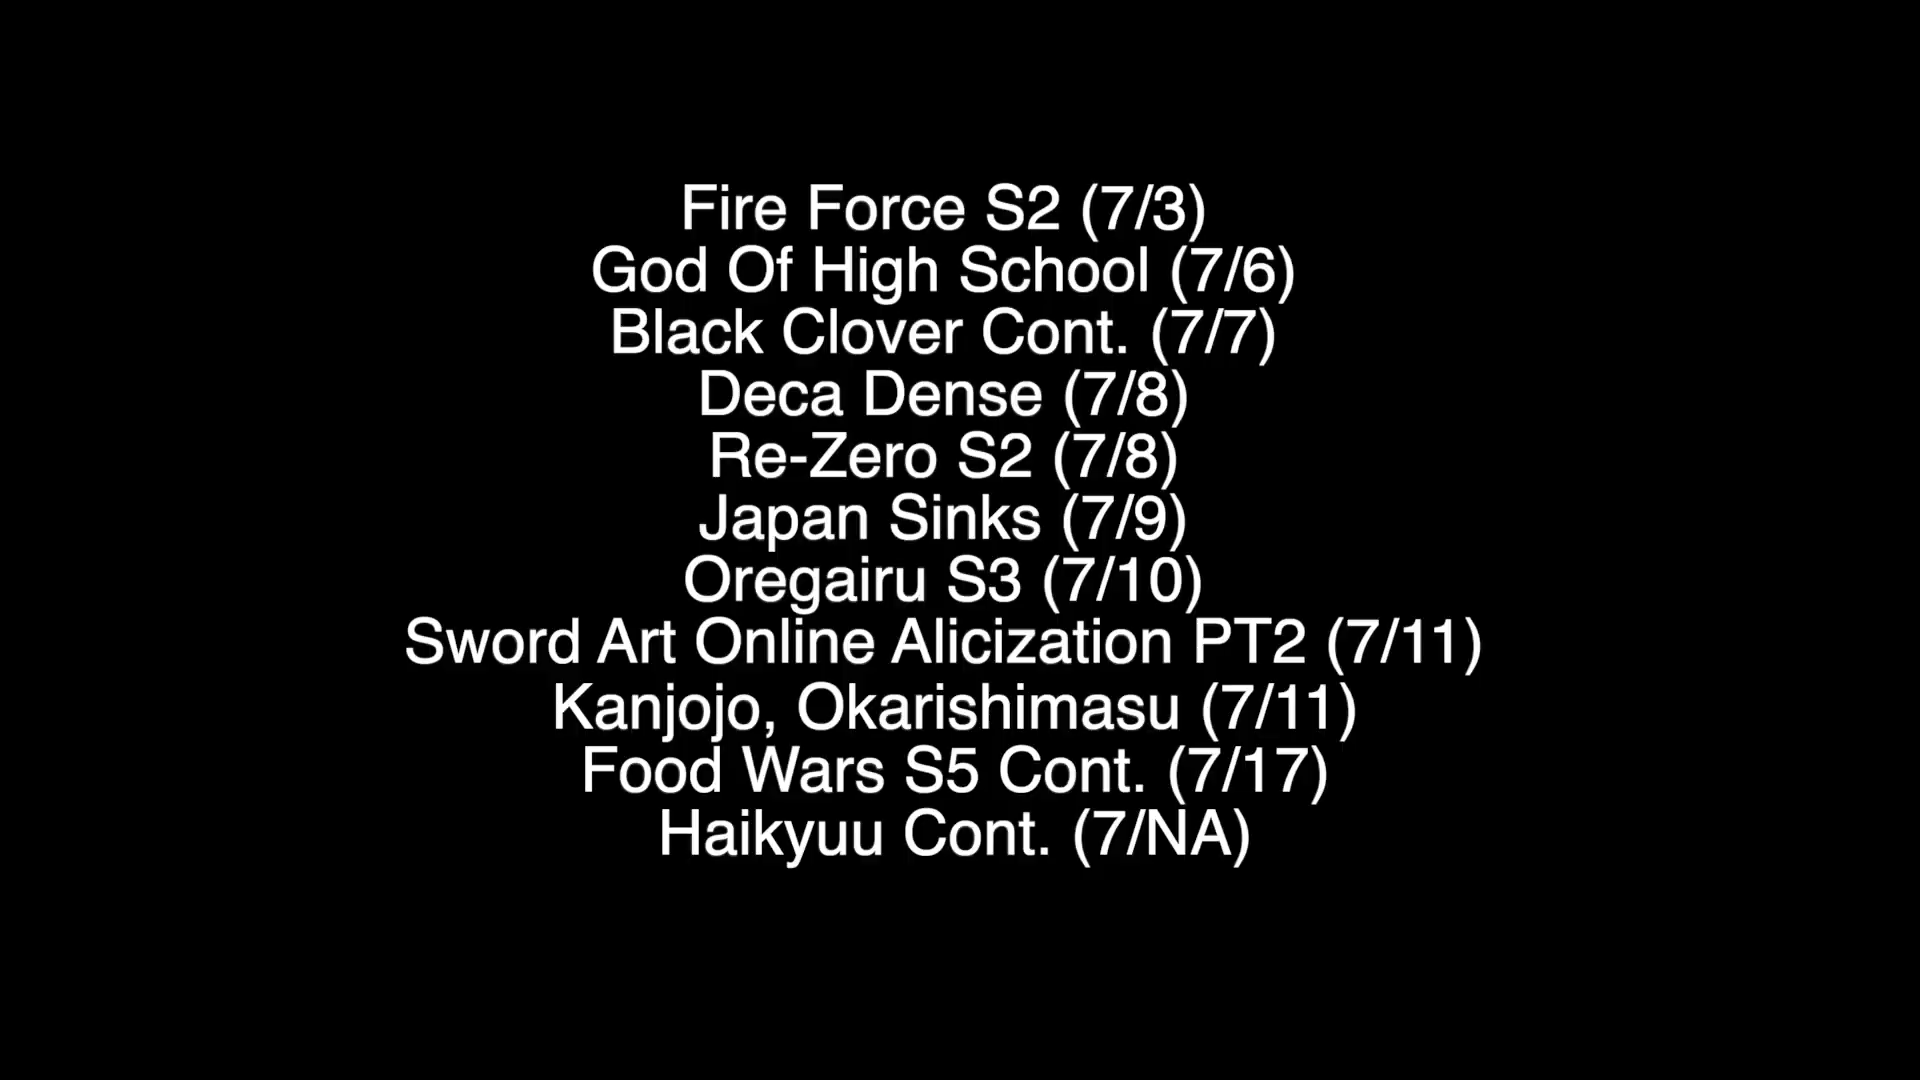 Fire Force S2 (7/3)
God Of High School (7/6)
Black Clover Cont. (7/7)
Deca Dense (7/8)
Re-Zero S2 (7/8)
Japan Sinks (7/9)
Oregairu S3 (7/10)
Sword Art Online Alicization PT2 (7/11)
Kanjojo, Okarishimasu (7/11)
Food Wars S5 Cont. (7/17)
Haikyuu Cont. (7/NA)